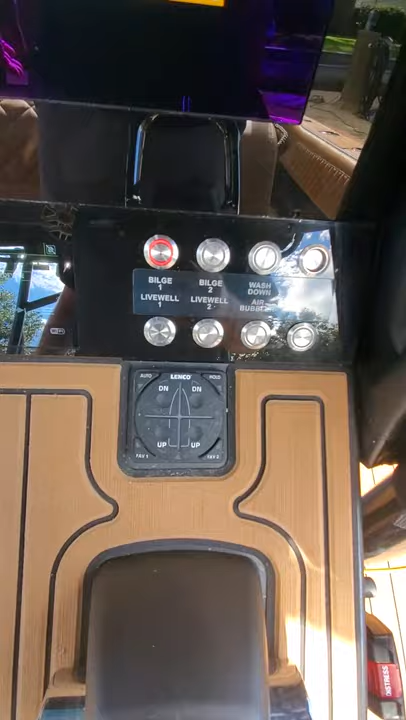 BILGE 1
BILGE 2
WASH DOWN
LIVEWELL 1
LIVEWELL 2
AIR
AUTO
LENCO
HOLD
DN
DN
UP
UP
FAV 1
FAV 2
DISTRESS